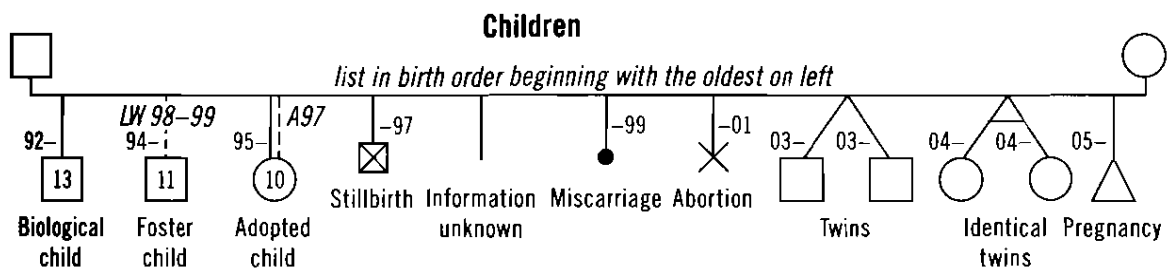 Children
list in birth order beginning with the oldest on left
LW 98–99 A97
92– 94– 95– –97 –99 –01 03– 03– 04– 04– 05–
13 11 10
Stillbirth Information unknown Miscarriage Abortion
Biological child Foster child Adopted child Twins Identical twins Pregnancy